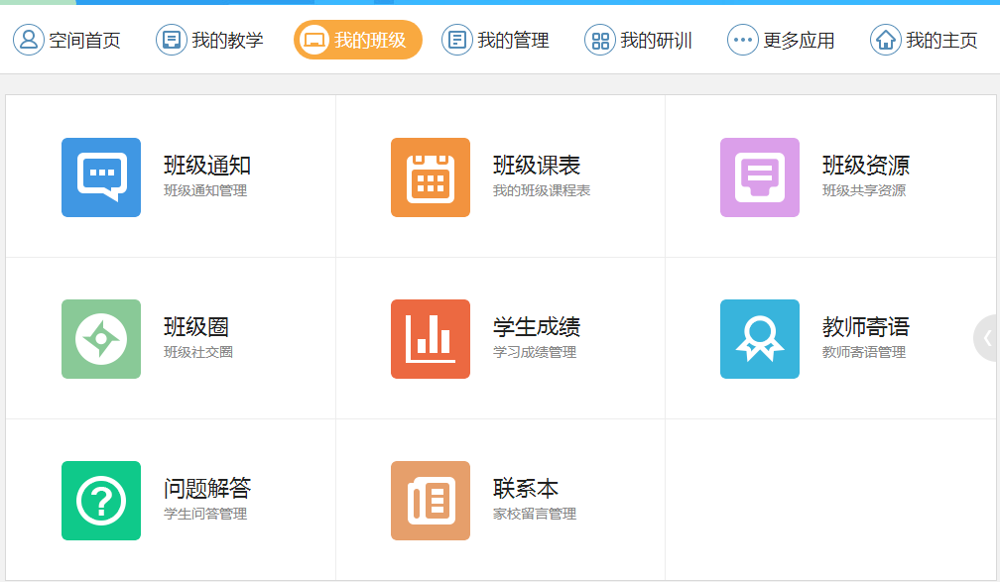 空间首页 我的教学 我的班级 我的管理 我的研训 更多应用 我的主页
班级通知 班级课表 班级资源
班级通知管理 我的班级课程表 班级共享资源
班级圈 学生成绩 教师寄语
班级社交圈 学习成绩管理 教师寄语管理
问题解答 联系本
学生问答管理 家校留言管理